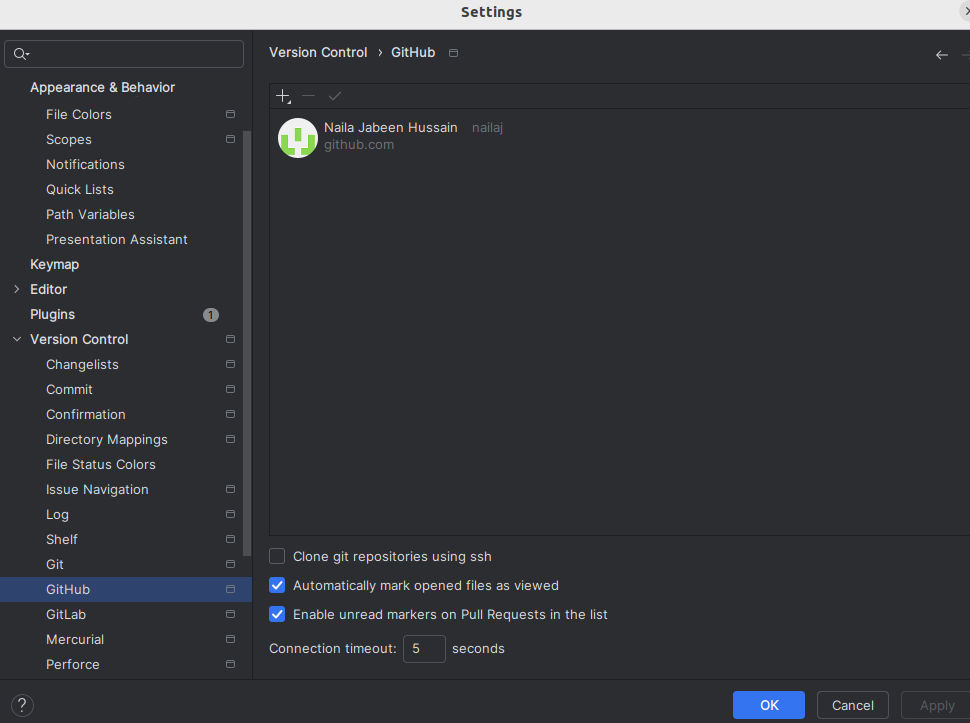 Settings
Version Control › GitHub
Appearance & Behavior
File Colors
Scopes
Notifications
Quick Lists
Path Variables
Presentation Assistant
Keymap
Editor
Plugins 1
Version Control
Changelists
Commit
Confirmation
Directory Mappings
File Status Colors
Issue Navigation
Log
Shelf
Git
GitHub
GitLab
Mercurial
Perforce
Naila Jabeen Hussain nailaj
github.com
Clone git repositories using ssh
Automatically mark opened files as viewed
Enable unread markers on Pull Requests in the list
Connection timeout: 5 seconds
?
OK Cancel Apply